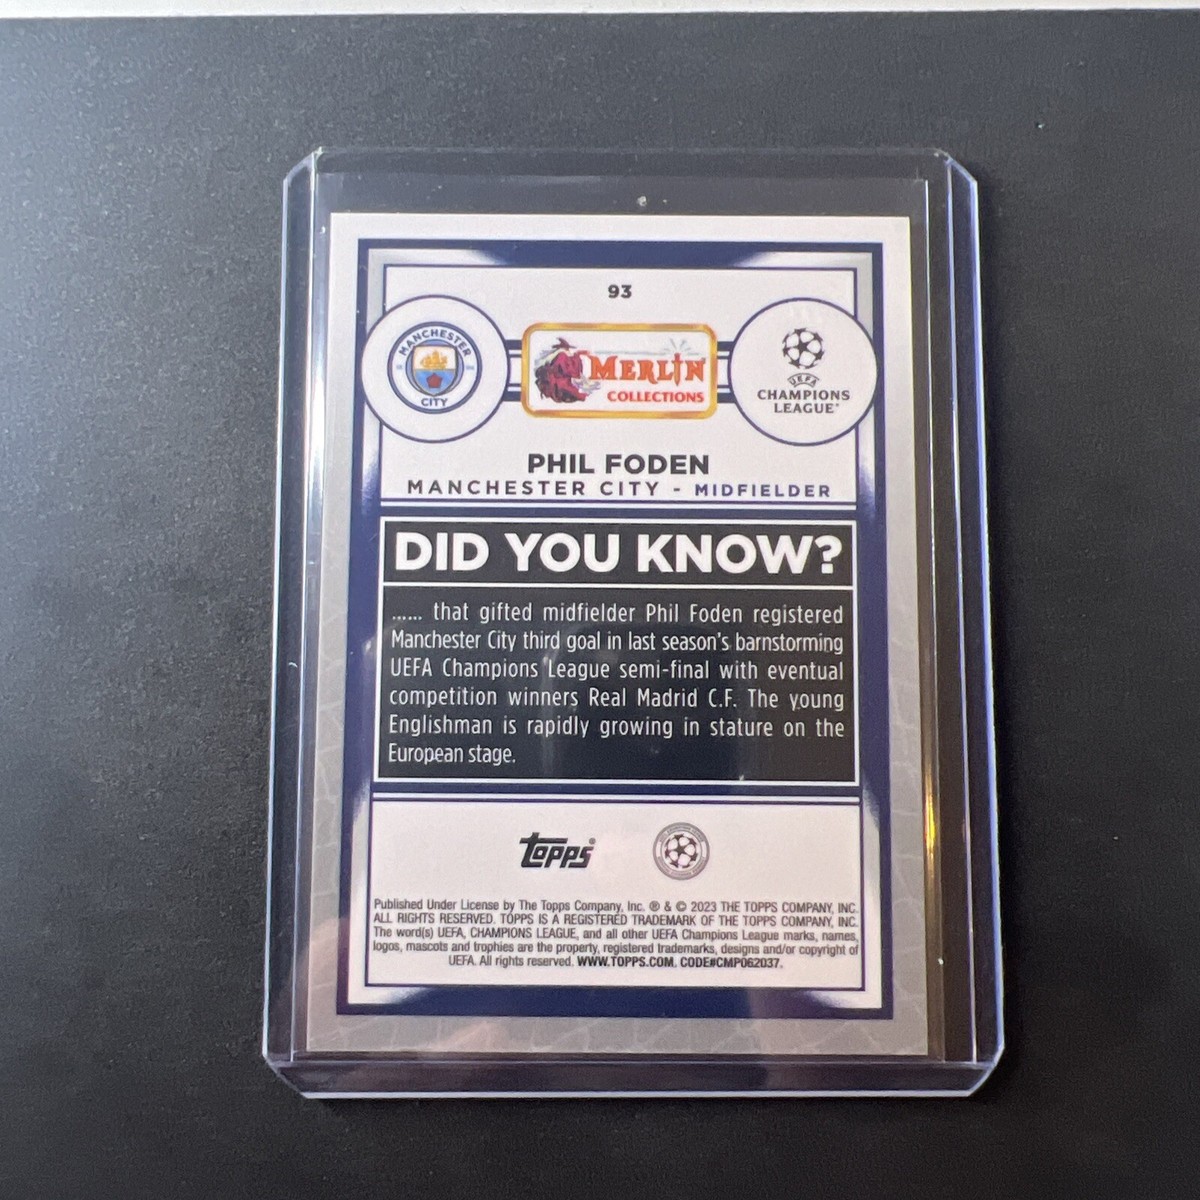 93
MANCHESTER
CITY
MERLIN
COLLECTIONS
UEFA
CHAMPIONS
LEAGUE
PHIL FODEN
MANCHESTER CITY - MIDFIELDER
DID YOU KNOW?
...... that gifted midfielder Phil Foden registered
Manchester City third goal in last season's barnstorming
UEFA Champions League semi-final with eventual
competition winners Real Madrid C.F. The young
Englishman is rapidly growing in stature on the
European stage.
topps®
Published Under License by The Topps Company, Inc. ® & © 2023 THE TOPPS COMPANY, INC.
ALL RIGHTS RESERVED. TOPPS IS A REGISTERED TRADEMARK OF THE TOPPS COMPANY, INC.
The word(s) UEFA, CHAMPIONS LEAGUE, and all other UEFA Champions League marks, names,
logos, mascots and trophies are the property, registered trademarks, designs and/or copyright of
UEFA. All rights reserved. WWW.TOPPS.COM. CODE#CMP062037.